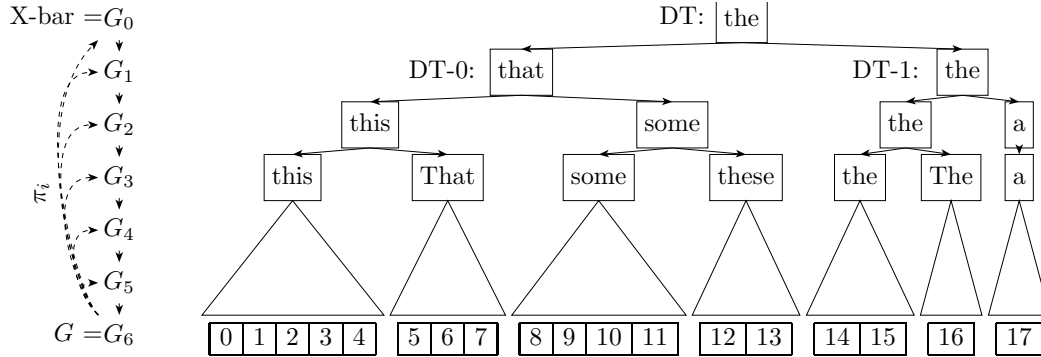 X-bar = G0 DT: the
G1 DT-0: that DT-1: the
G2 this some the a
G3 this That some these the The a
πi
G4
G5
G = G6 0 1 2 3 4 5 6 7 8 9 10 11 12 13 14 15 16 17